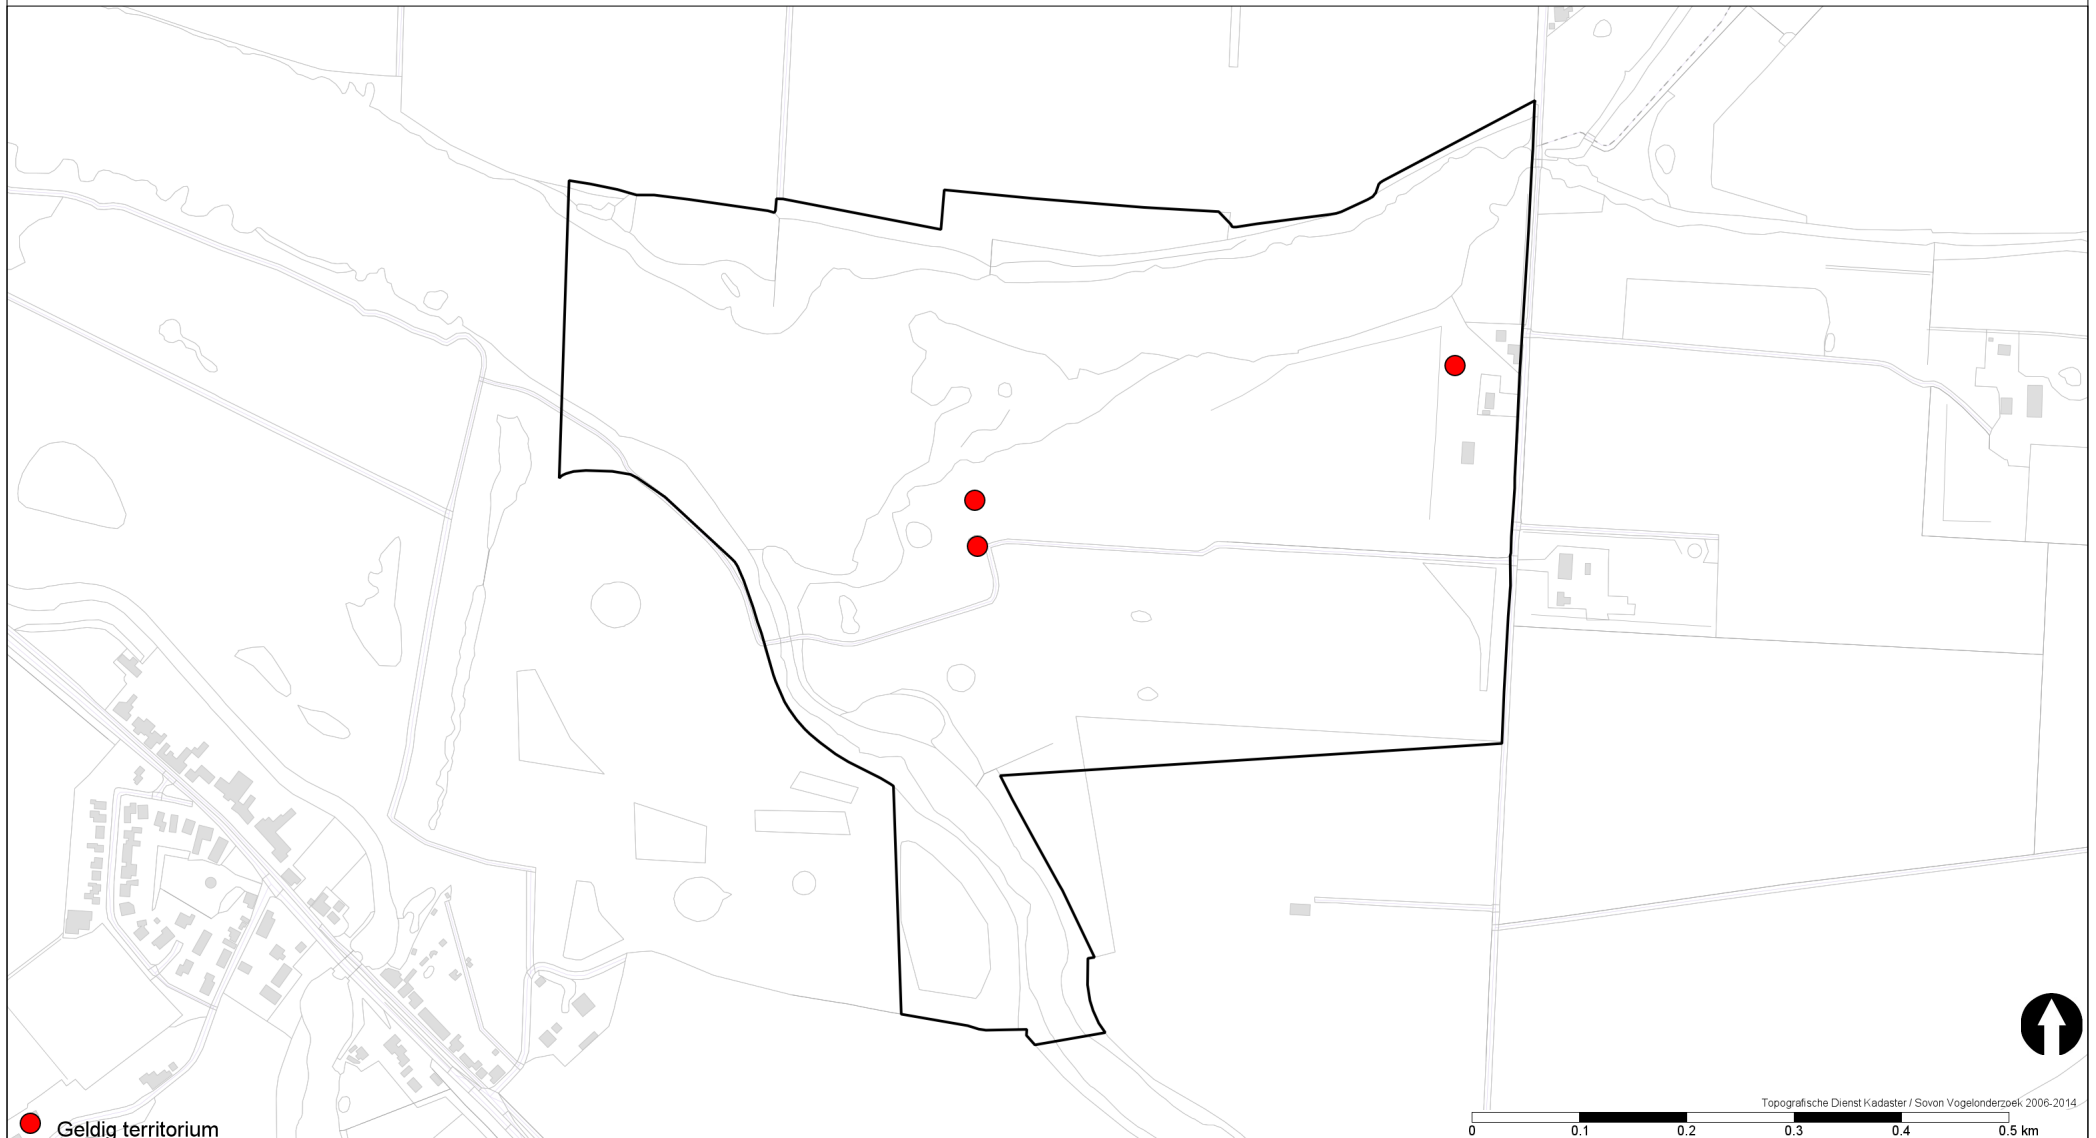 Topografische Dienst Kadaster / Sovon Vogelonderzoek 2006-2014
Geldig territorium
0 0.1 0.2 0.3 0.4 0.5 km